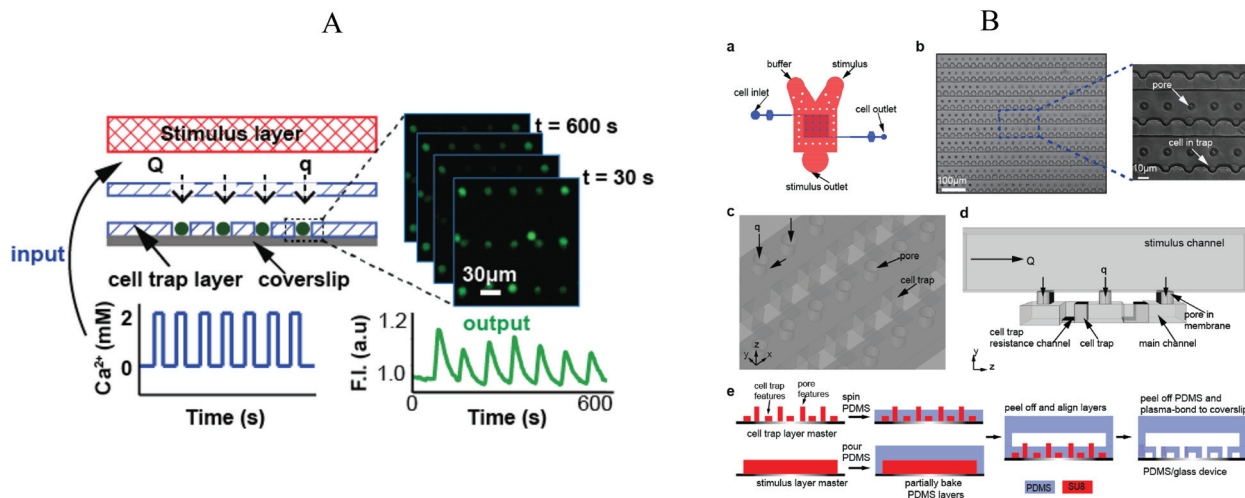 A
Stimulus layer
Q
q
input
cell trap layer
coverslip
t = 600 s
t = 30 s
30µm
Ca²⁺ (mM)
2
0
Time (s)
output
F.I. (a.u)
1.2
1.0
0
600
Time (s)
B
a
buffer
stimulus
cell inlet
cell outlet
stimulus outlet
b
100µm
pore
cell in trap
10µm
c
q
pore
cell trap
z
y
x
d
stimulus channel
Q
q
pore in
membrane
cell trap
resistance channel
cell trap
main channel
y
z
e
cell trap
features
pore
features
cell trap layer master
spin
PDMS
stimulus layer master
pour
PDMS
partially bake
PDMS layers
peel off and align layers
PDMS
SU8
peel off PDMS and
plasma-bond to coverslip
PDMS/glass device